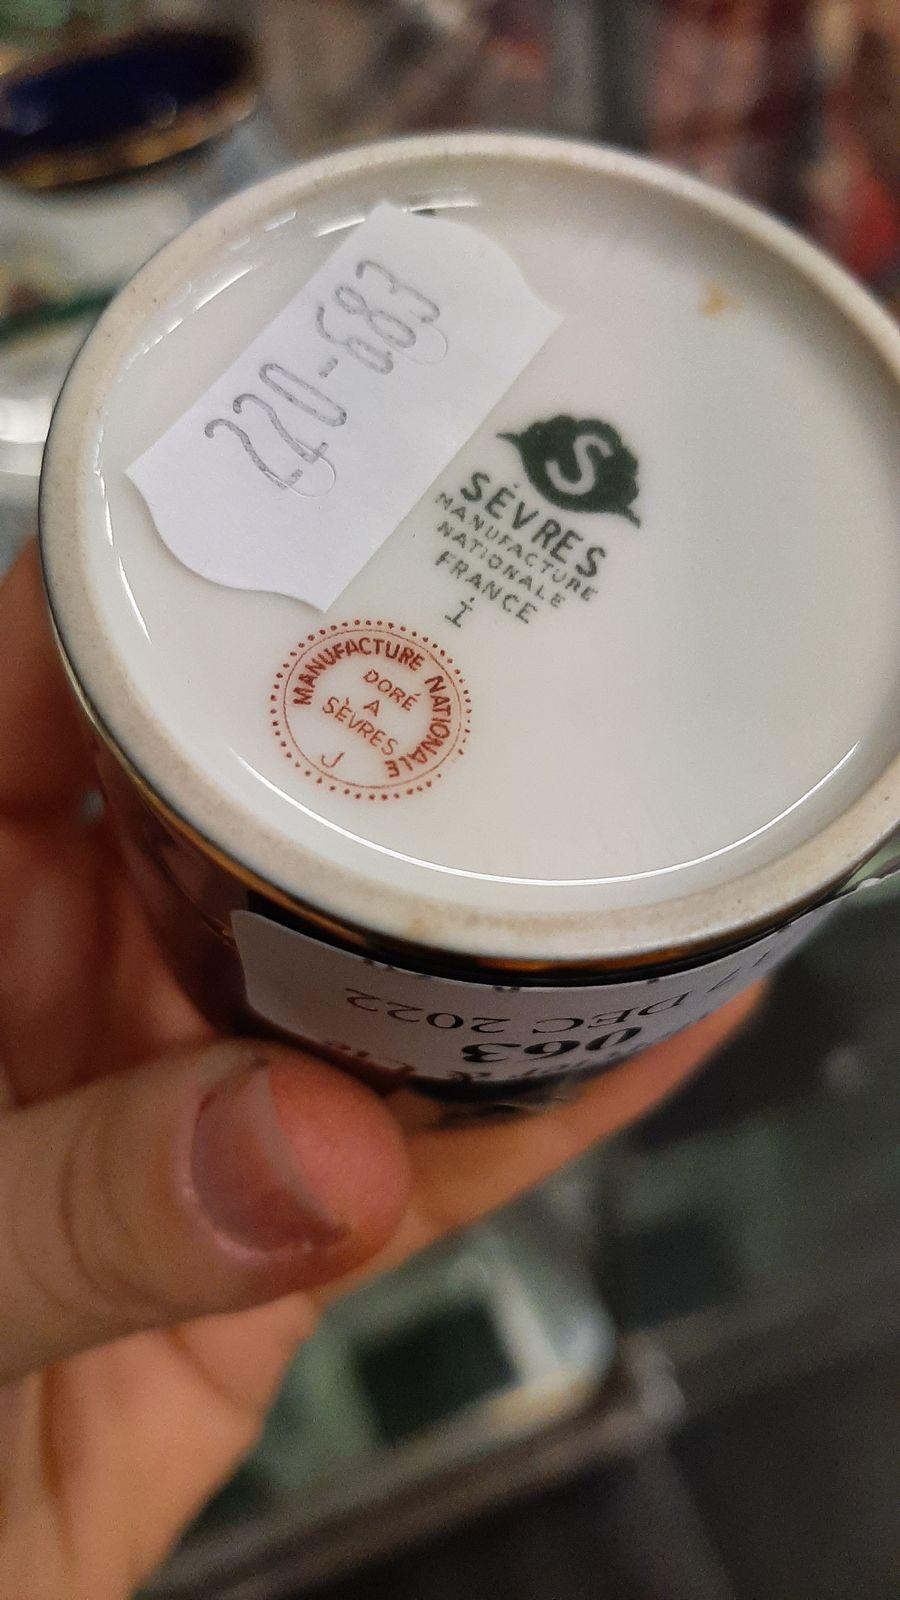 220-683
S
SÈVRES
MANUFACTURE
NATIONALE
FRANCE
i
MANUFACTURE NATIONALE
DORÉ
A
SÈVRES
J
DEC 2022
063